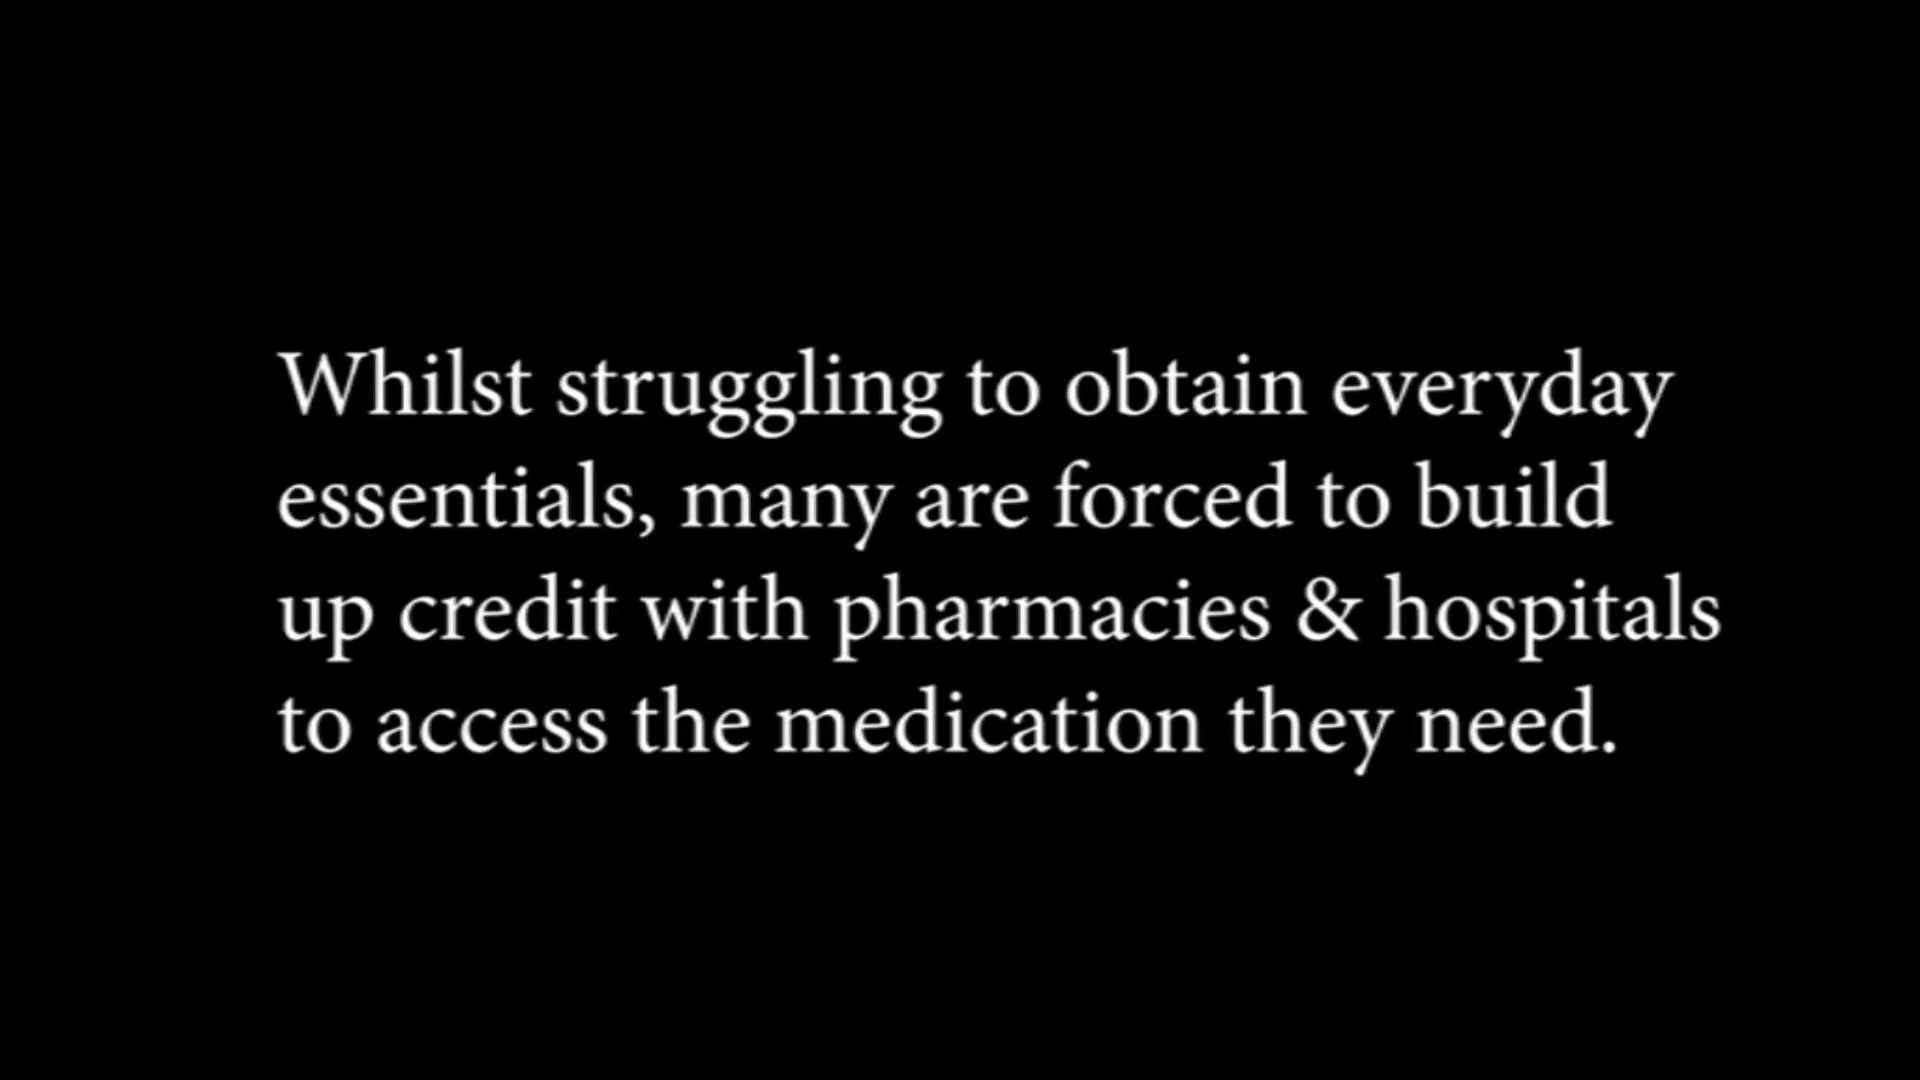 Whilst struggling to obtain everyday
essentials, many are forced to build
up credit with pharmacies & hospitals
to access the medication they need.